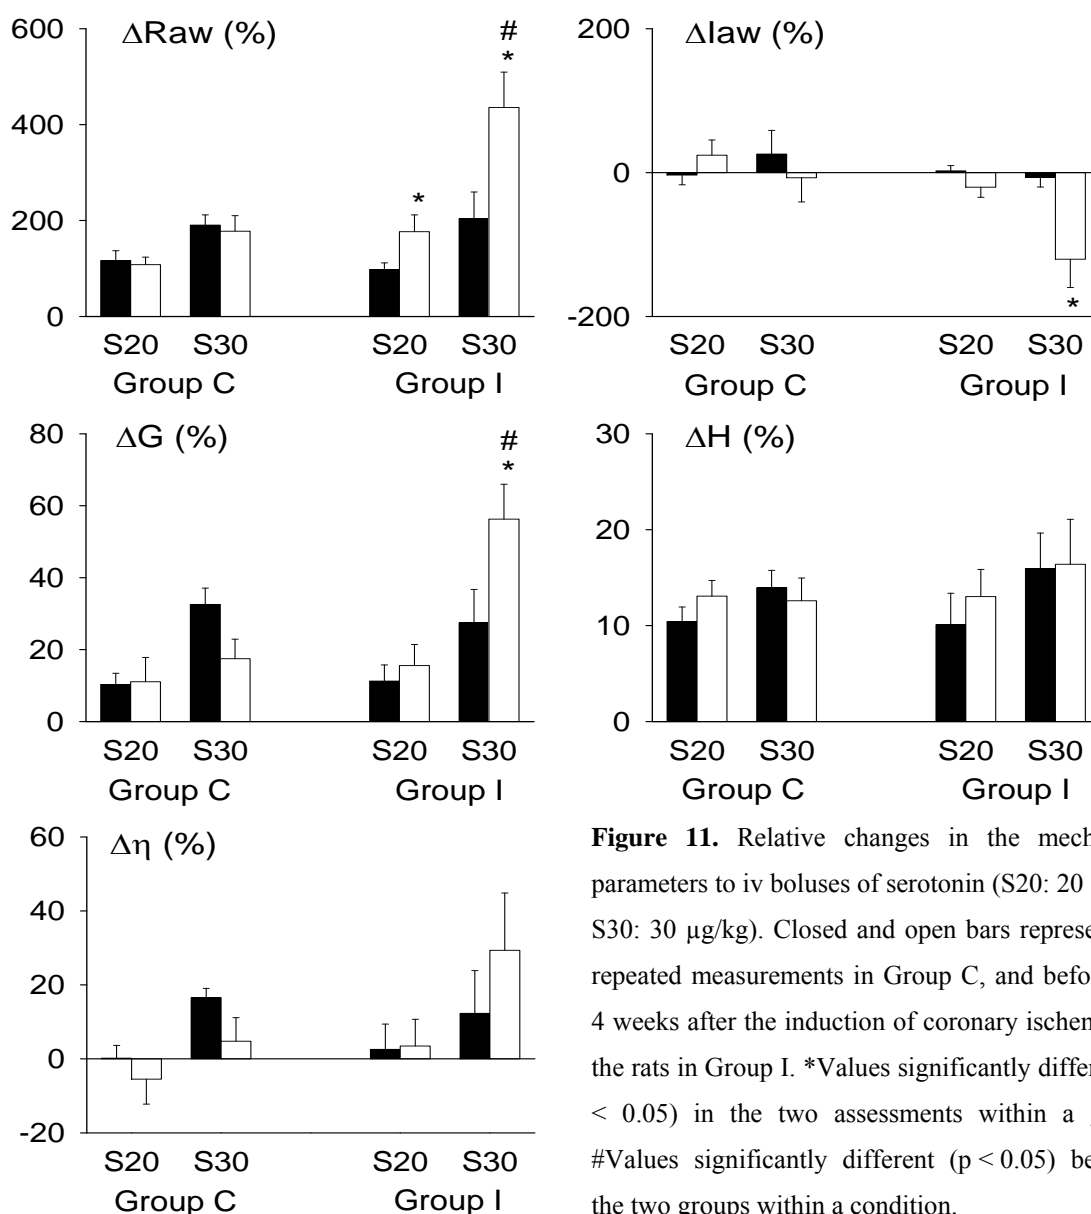 ΔRaw (%)
600
400
200
0
#
*
*
S20 S30 S20 S30
Group C Group I
ΔIaw (%)
200
0
-200
*
S20 S30 S20 S30
Group C Group I
ΔG (%)
80
60
40
20
0
#
*
S20 S30 S20 S30
Group C Group I
ΔH (%)
30
20
10
0
S20 S30 S20 S30
Group C Group I
Δη (%)
60
40
20
0
-20
S20 S30 S20 S30
Group C Group I
Figure 11. Relative changes in the mech
parameters to iv boluses of serotonin (S20: 20
S30: 30 µg/kg). Closed and open bars represe
repeated measurements in Group C, and befo
4 weeks after the induction of coronary ischem
the rats in Group I. *Values significantly differe
< 0.05) in the two assessments within a
#Values significantly different (p < 0.05) be
the two groups within a condition.